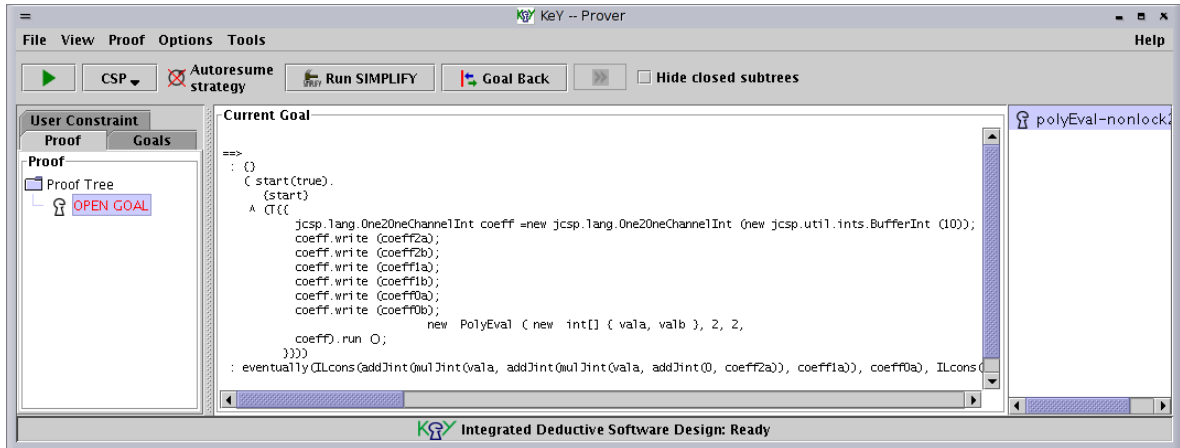 KeY -- Prover
File View Proof Options Tools Help
CSP Autoresume strategy Run SIMPLIFY Goal Back Hide closed subtrees
User Constraint
Proof Goals
Proof
Proof Tree
OPEN GOAL
Current Goal
==>
: {}
( start(true).
{start}
^ (T{{
jcsp.lang.One2OneChannelInt coeff =new jcsp.lang.One2OneChannelInt (new jcsp.util.ints.BufferInt (10));
coeff.write (coeff2a);
coeff.write (coeff2b);
coeff.write (coeff1a);
coeff.write (coeff1b);
coeff.write (coeff0a);
coeff.write (coeff0b);
new PolyEval ( new int[] { vala, valb }, 2, 2,
coeff).run ();
}})))
: eventually(ILcons(addJint(mulJint(vala, addJint(mulJint(vala, addJint(0, coeff2a)), coeff1a)), coeff0a), ILcons(
polyEval-nonlock2
KeY Integrated Deductive Software Design: Ready